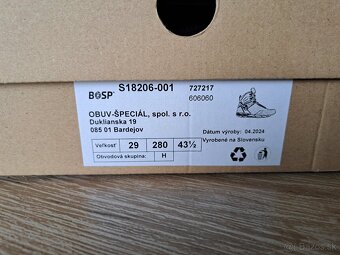 BOSP® S18206-001 727217
606060
OBUV-ŠPECIÁL, spol. s r.o.
Duklianska 19
085 01 Bardejov
Dátum výroby: 04.2024
Vyrobené na Slovensku
Veľkosť: 29 280 43½
Obvodová skupina: H